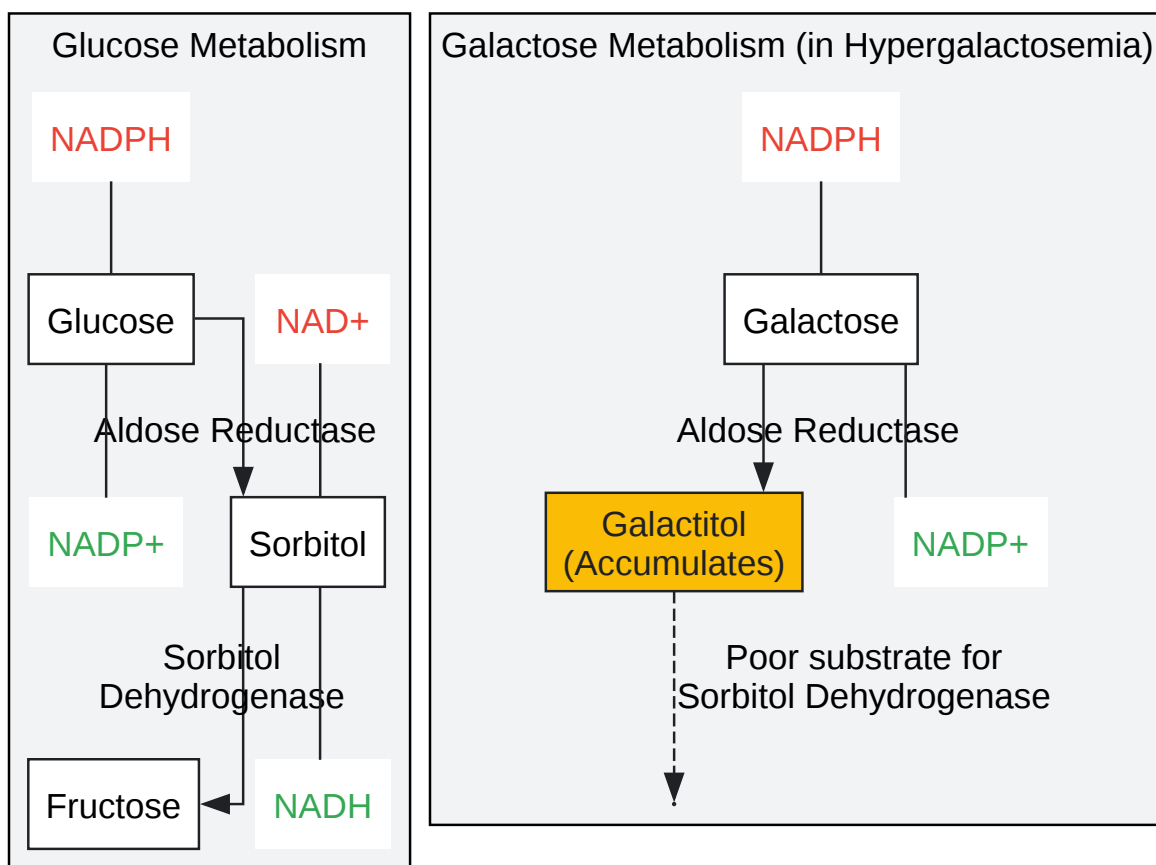 Glucose Metabolism
NADPH
Glucose
NAD+
Aldose Reductase
NADP+
Sorbitol
Sorbitol
Dehydrogenase
Fructose
NADH
Galactose Metabolism (in Hypergalactosemia)
NADPH
Galactose
Aldose Reductase
Galactitol
(Accumulates)
NADP+
Poor substrate for
Sorbitol Dehydrogenase